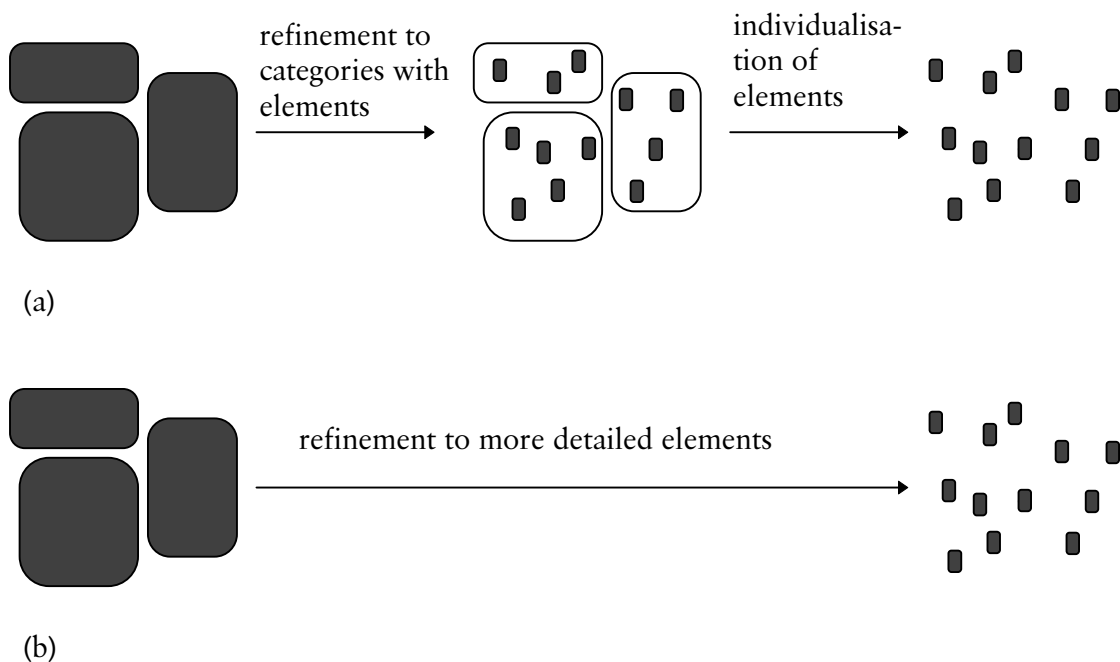 refinement to
categories with
elements
individualisa-
tion of
elements
(a)
refinement to more detailed elements
(b)